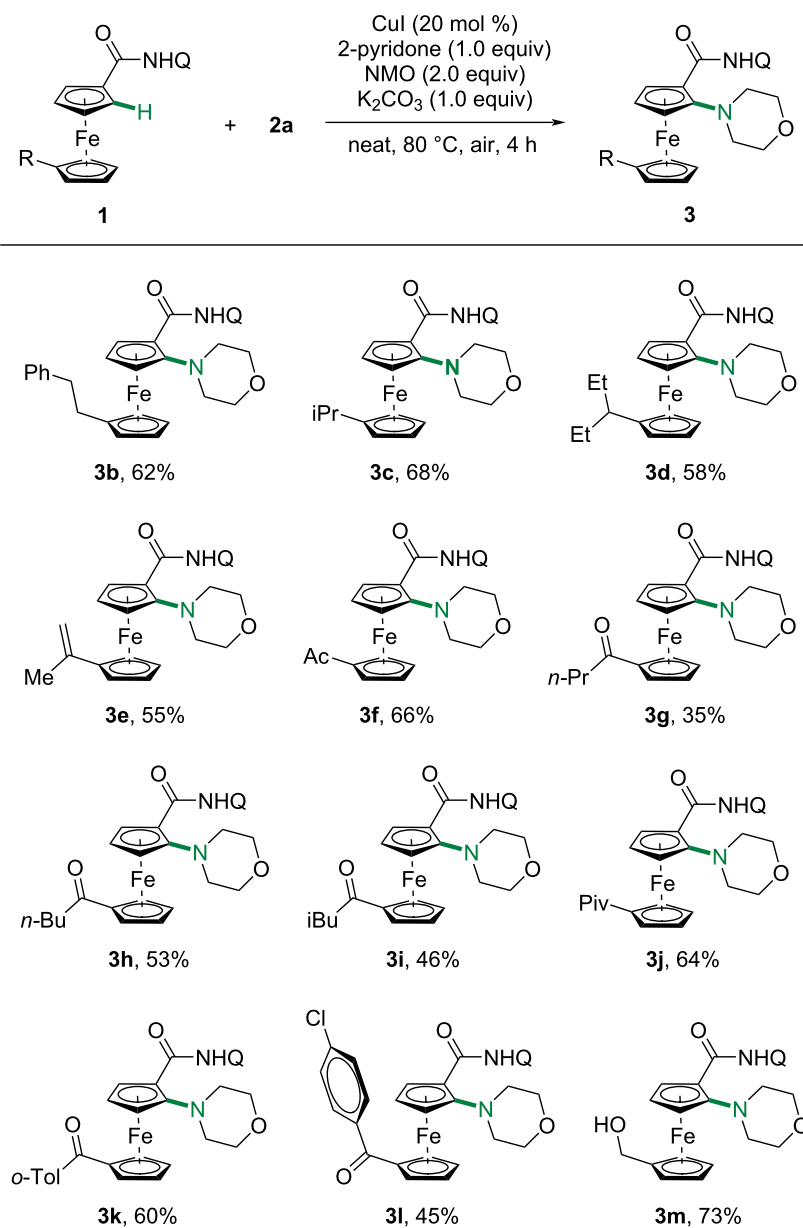 O
NHQ
H
Fe
R
1
+ 2a
CuI (20 mol %)
2-pyridone (1.0 equiv)
NMO (2.0 equiv)
K2CO3 (1.0 equiv)
neat, 80 °C, air, 4 h
O
NHQ
N
O
Fe
R
3
O
NHQ
N
O
Ph
Fe
3b, 62%
O
NHQ
N
O
Fe
iPr
3c, 68%
O
NHQ
N
O
Et
Fe
Et
3d, 58%
O
NHQ
N
O
Fe
Me
3e, 55%
O
NHQ
N
O
Fe
Ac
3f, 66%
O
NHQ
N
O
O
Fe
n-Pr
3g, 35%
O
NHQ
N
O
O
Fe
n-Bu
3h, 53%
O
NHQ
N
O
O
Fe
iBu
3i, 46%
O
NHQ
N
O
Fe
Piv
3j, 64%
O
NHQ
N
O
O
Fe
o-Tol
3k, 60%
Cl
O
NHQ
N
O
Fe
O
3l, 45%
O
NHQ
N
O
HO
Fe
3m, 73%